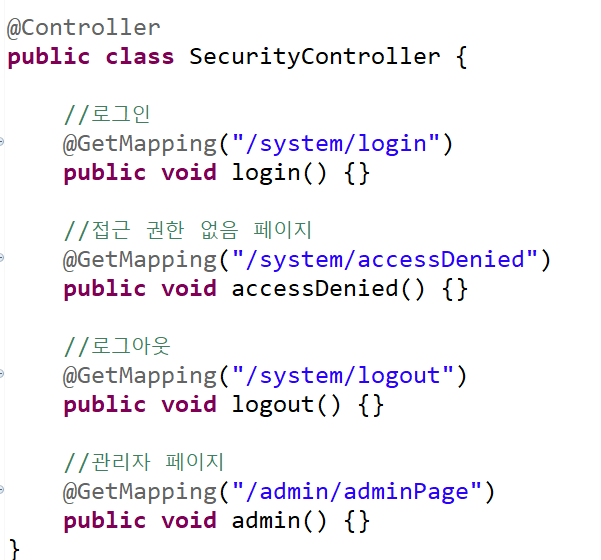 @Controller
public class SecurityController {
//로그인
@GetMapping("/system/login")
public void login() {}
//접근 권한 없음 페이지
@GetMapping("/system/accessDenied")
public void accessDenied() {}
//로그아웃
@GetMapping("/system/logout")
public void logout() {}
//관리자 페이지
@GetMapping("/admin/adminPage")
public void admin() {}
}